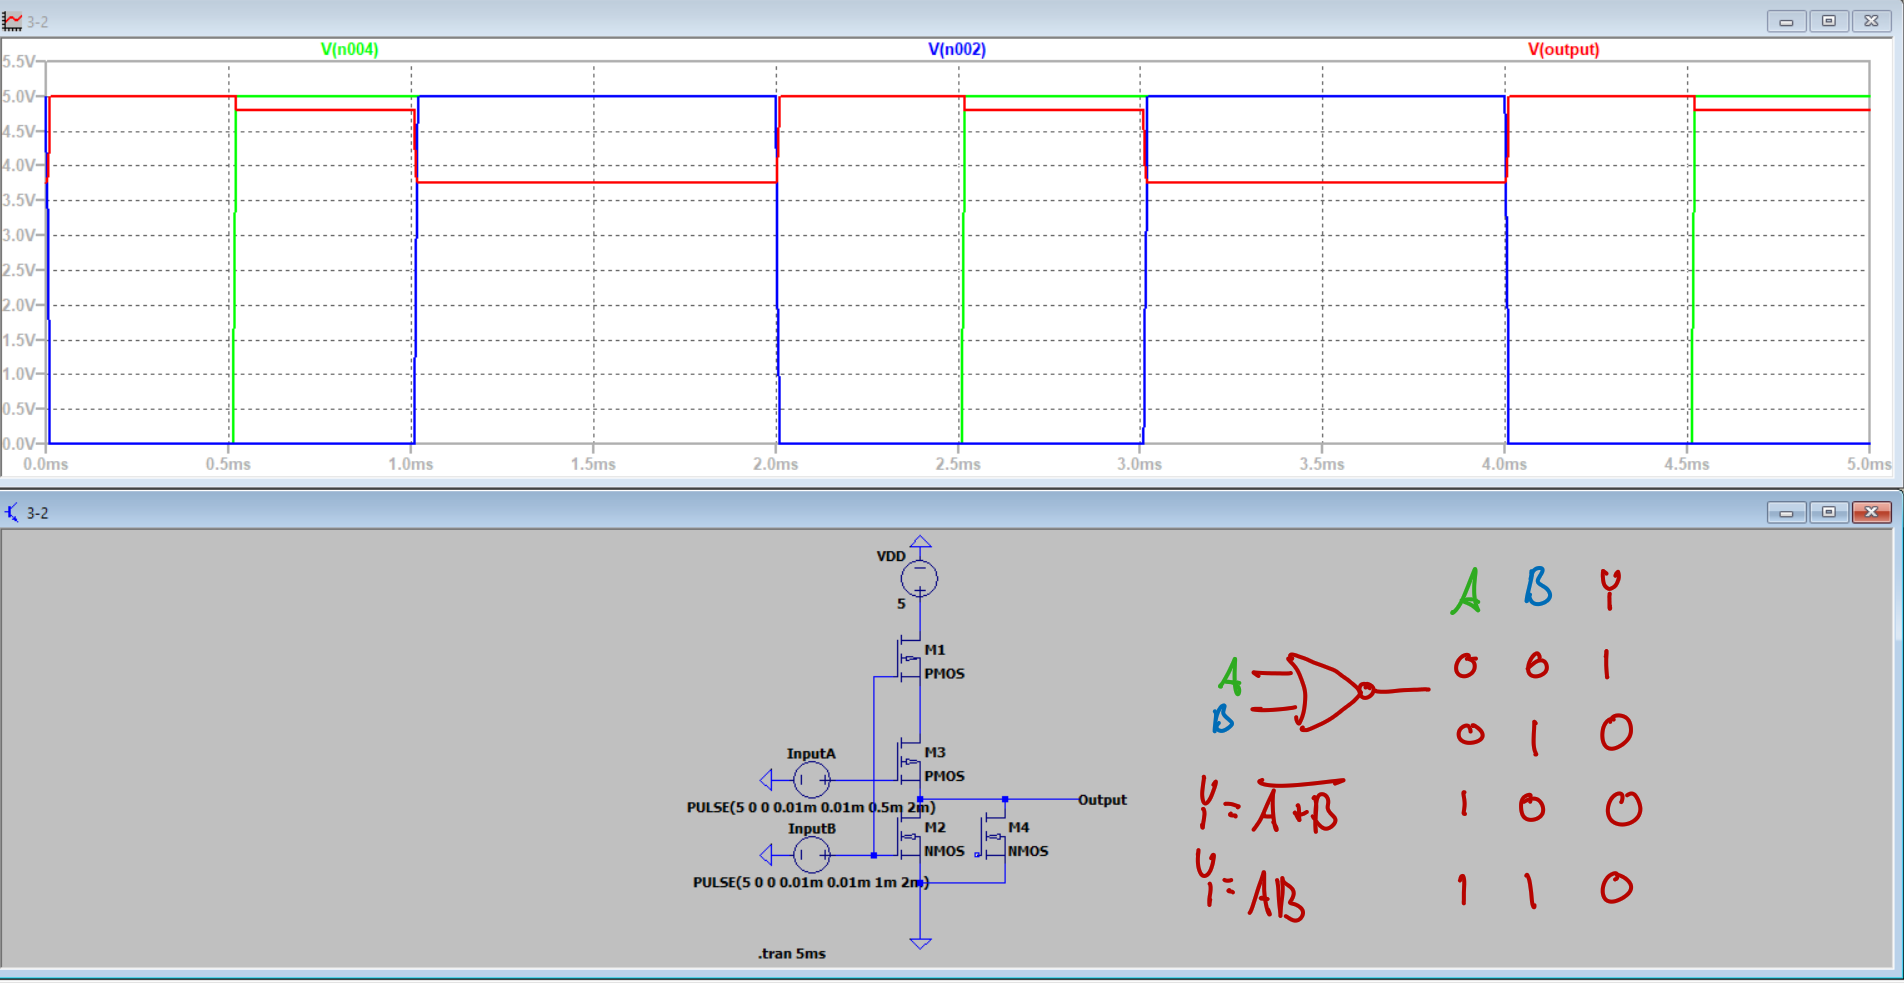 3-2
V(n004) V(n002) V(output)
5.5V
5.0V
4.5V
4.0V
3.5V
3.0V
2.5V
2.0V
1.5V
1.0V
0.5V
0.0V
0.0ms 0.5ms 1.0ms 1.5ms 2.0ms 2.5ms 3.0ms 3.5ms 4.0ms 4.5ms 5.0ms
3-2
VDD
5
M1
PMOS
M3
PMOS
InputA
PULSE(5 0 0 0.01m 0.01m 0.5m 2m)
Output
InputB
M2
NMOS
M4
NMOS
PULSE(5 0 0 0.01m 0.01m 1m 2m)
.tran 5ms
A
B
A B Y
0 0 1
0 1 0
1 0 0
1 1 0
Y = A+B
Y = AB